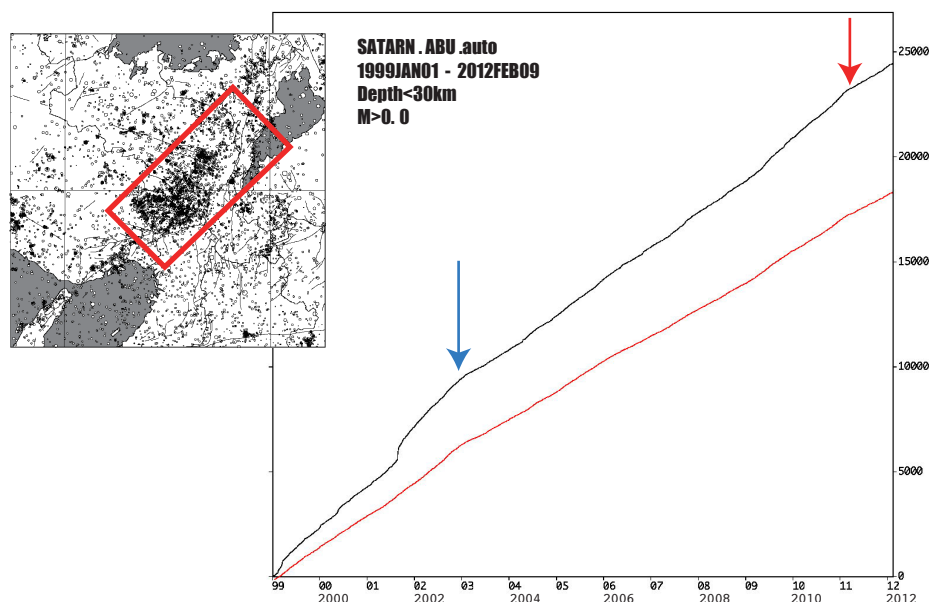 SATARN . ABU .auto
1999JAN01 - 2012FEB09
Depth<30km
M>0. 0
25000
20000
15000
10000
5000
0
99 00 01 02 03 04 05 06 07 08 09 10 11 12
2000 2002 2004 2006 2008 2010 2012